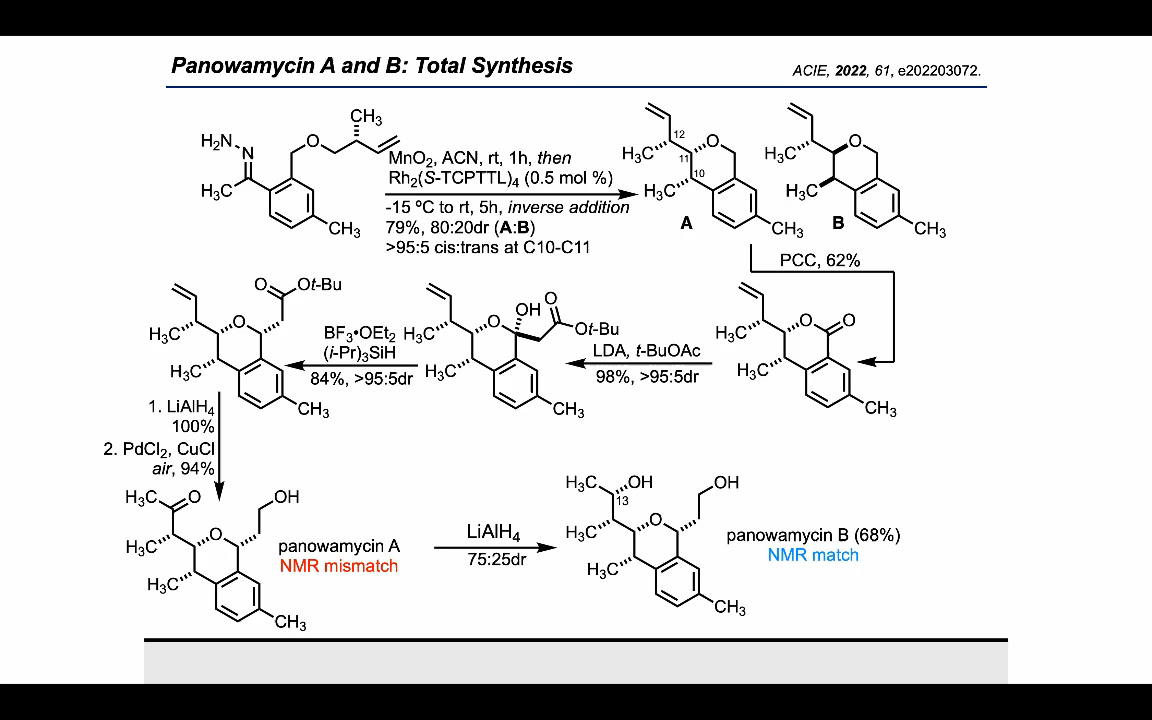 Panowamycin A and B: Total Synthesis
ACIE, 2022, 61, e202203072.
H₂N
N
H₃C
O
CH₃
CH₃
MnO₂, ACN, rt, 1h, then
Rh₂(S-TCPTTL)₄ (0.5 mol %)
-15 ºC to rt, 5h, inverse addition
79%, 80:20dr (A:B)
>95:5 cis:trans at C10-C11
12
H₃C
O
11
10
H₃C
A
CH₃
H₃C
O
H₃C
B
CH₃
PCC, 62%
H₃C
O
O
H₃C
CH₃
LDA, t-BuOAc
98%, >95:5dr
H₃C
O
OH
O
Ot-Bu
H₃C
CH₃
BF₃•OEt₂
(i-Pr)₃SiH
84%, >95:5dr
O
Ot-Bu
H₃C
O
H₃C
CH₃
1. LiAlH₄
100%
2. PdCl₂, CuCl
air, 94%
H₃C
O
OH
H₃C
O
H₃C
CH₃
panowamycin A
NMR mismatch
LiAlH₄
75:25dr
H₃C
OH
13
OH
H₃C
O
H₃C
CH₃
panowamycin B (68%)
NMR match